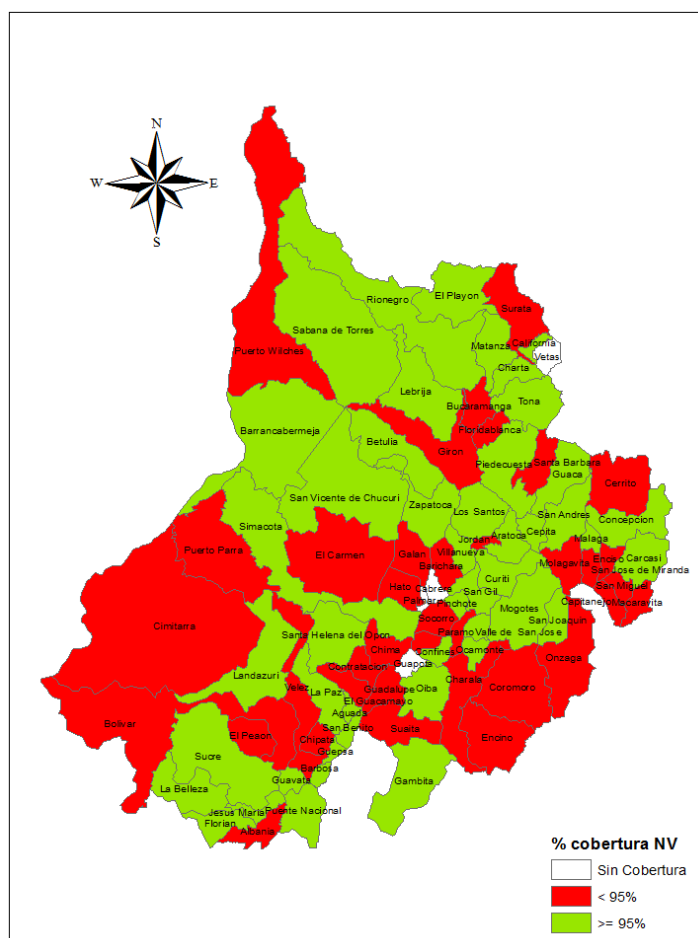 N
W
E
S
El Playon
Rionegro
Surata
Sabana de Torres
California
Matanza
Puerto Wilches
Vetas
Charta
Lebrija
Tona
Bucaramanga
Barrancabermeja
Floridablanca
Betulia
Giron
Piedecuesta
Santa Barbara
Guaca
Cerrito
San Vicente de Chucuri
Zapatoca
Los Santos
San Andres
Concepcion
Simacota
Cepita
Aratoca
Jordan
Malaga
Puerto Parra
El Carmen
Galan
Villanueva
Molagavita
Enciso
Carcasi
Barichara
San Jose de Miranda
Curiti
Hato
Cabrera
San Gil
San Miguel
Palmar
Pinchote
Mogotes
Capitanejo
Macaravita
Cimitarra
Socorro
San Joaquin
Santa Helena del Opon
Paramo
Valle de San Jose
Chima
Confines
Ocamonte
Onzaga
Contratacion
Guapota
Landazuri
Charala
Coromoro
Velez
La Paz
Guadalupe
Oiba
El Guacamayo
Bolivar
Aguada
San Benito
Suaita
El Peñon
Chipata
Encino
Guepsa
Sucre
Barbosa
Guavata
Gambita
La Belleza
Jesus Maria
Puente Nacional
Florian
Albania
% cobertura NV
Sin Cobertura
< 95%
>= 95%